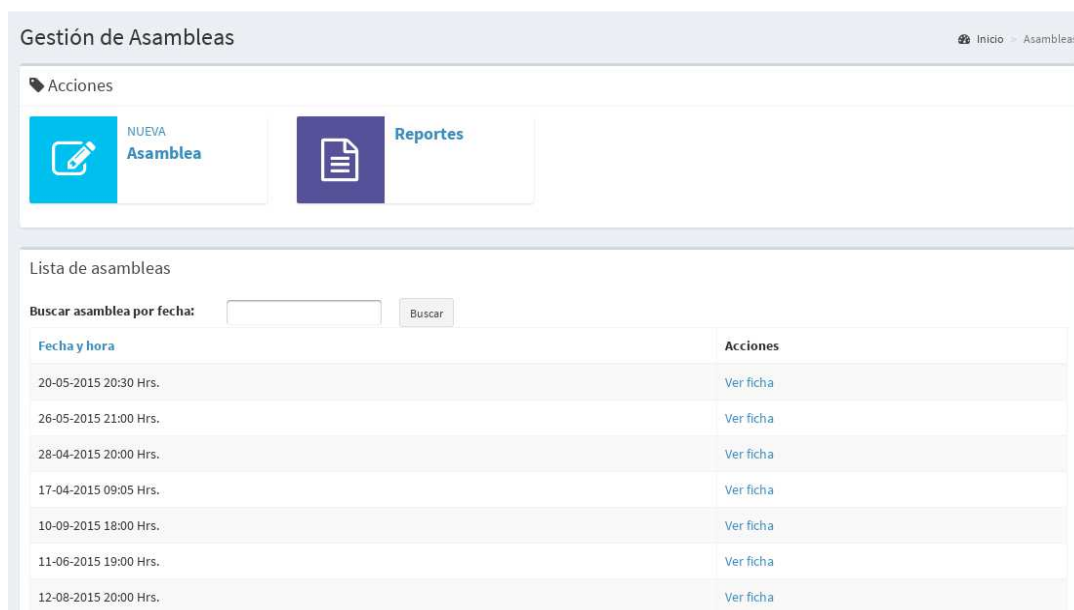 Gestión de Asambleas
Inicio > Asambleas
Acciones
NUEVA
Asamblea
Reportes
Lista de asambleas
Buscar asamblea por fecha: Buscar
Fecha y hora Acciones
20-05-2015 20:30 Hrs. Ver ficha
26-05-2015 21:00 Hrs. Ver ficha
28-04-2015 20:00 Hrs. Ver ficha
17-04-2015 09:05 Hrs. Ver ficha
10-09-2015 18:00 Hrs. Ver ficha
11-06-2015 19:00 Hrs. Ver ficha
12-08-2015 20:00 Hrs. Ver ficha